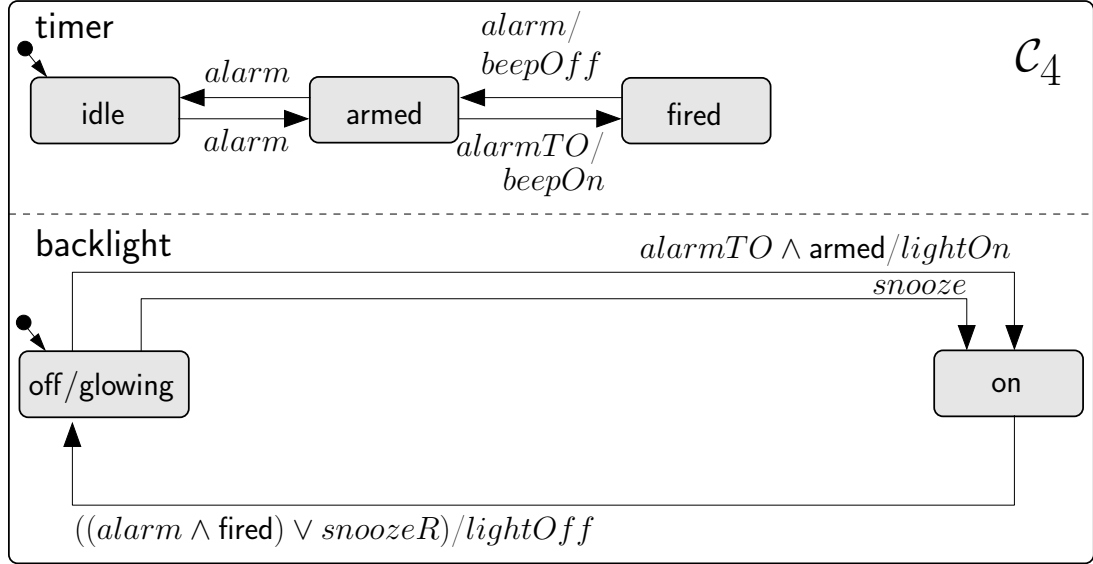 timer
alarm/
beepOff
𝒞₄
alarm
idle
armed
fired
alarm
alarmTO/
beepOn
backlight
alarmTO ∧ armed/lightOn
snooze
off/glowing
on
((alarm ∧ fired) ∨ snoozeR)/lightOff